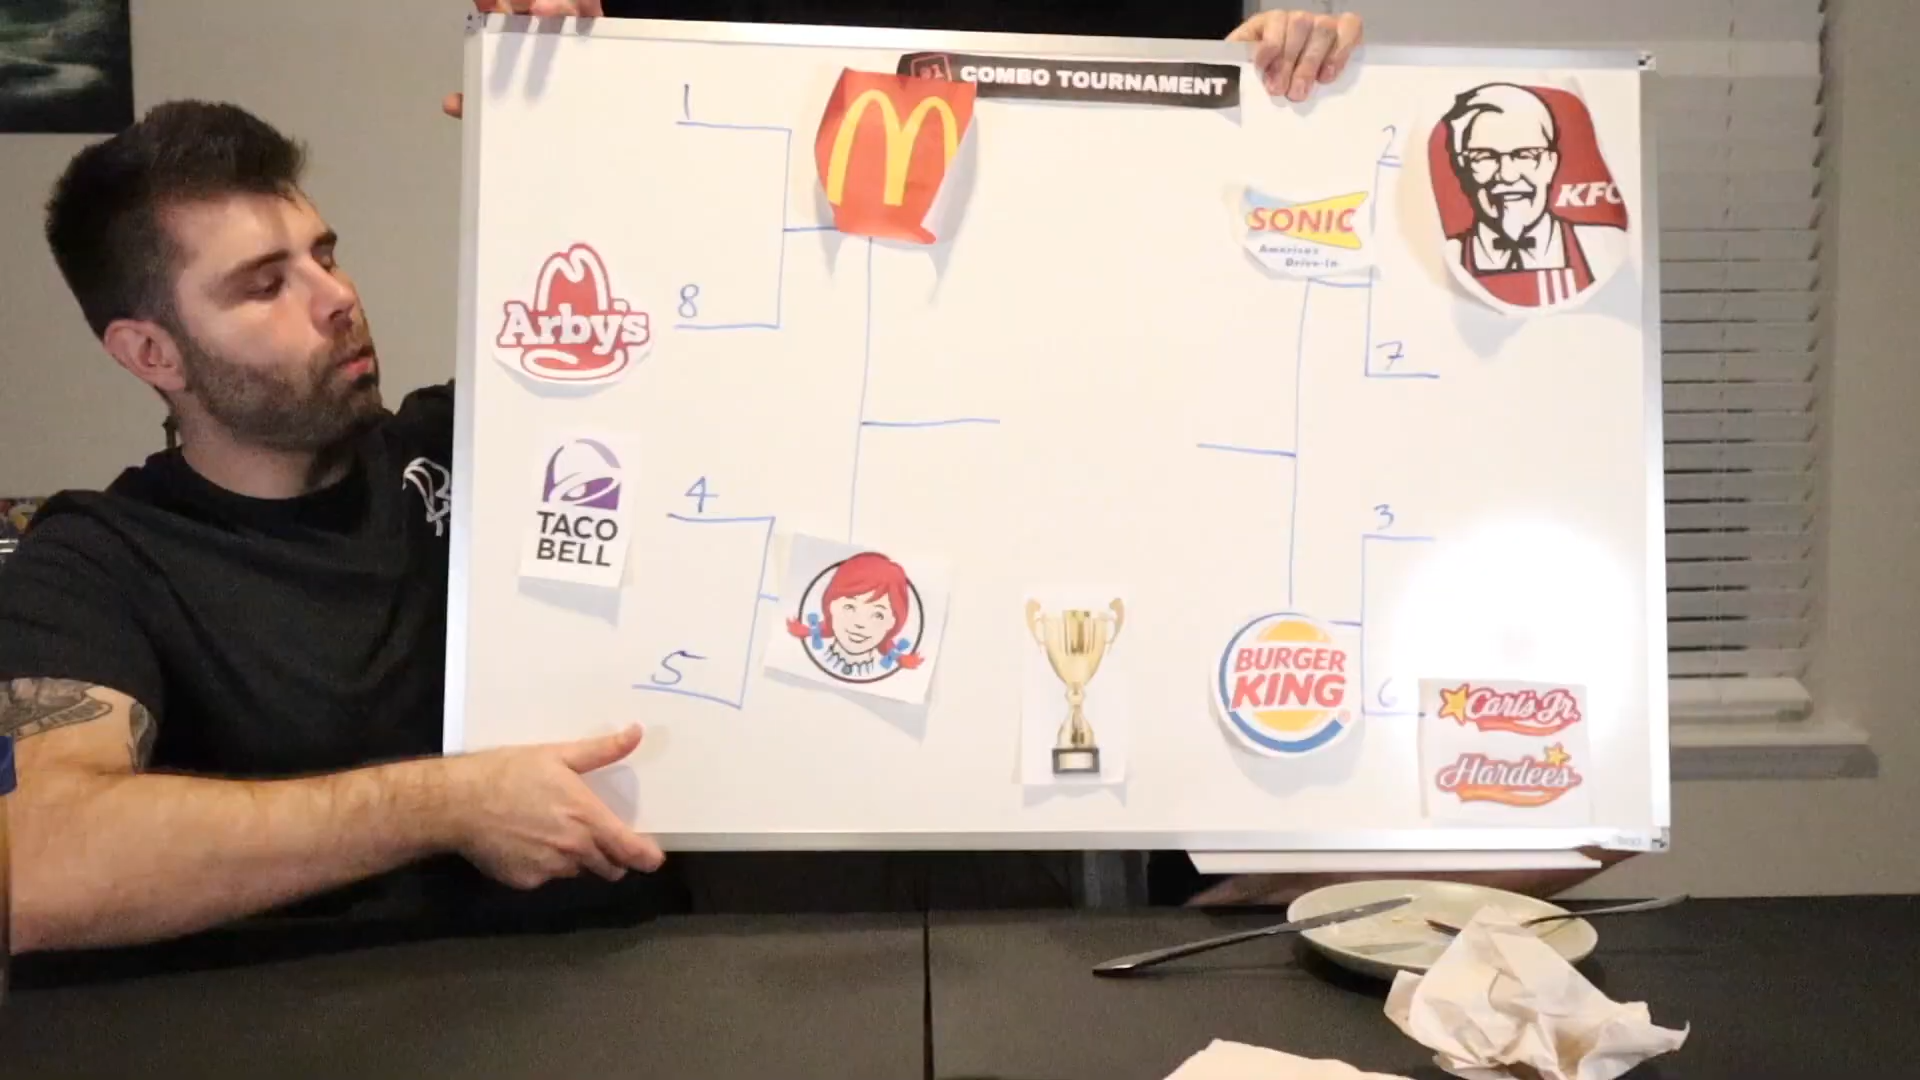 #1 COMBO TOURNAMENT
1
8
Arby's
TACO
BELL
4
5
2
SONIC
America's
Drive-In
KFC
7
3
BURGER
KING
6
Carl's Jr.
Hardee's